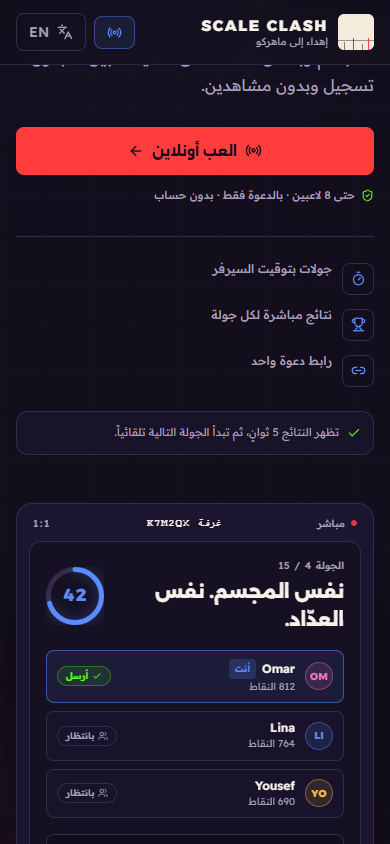 SCALE CLASH
إهداء إلى ماهركو
EN
تسجيل وبدون مشاهدين.
العب أونلاين
حتى 8 لاعبين · بالدعوة فقط · بدون حساب
جولات بتوقيت السيرفر
نتائج مباشرة لكل جولة
رابط دعوة واحد
تظهر النتائج 5 ثوانٍ، ثم تبدأ الجولة التالية تلقائياً.
مباشر
غرفة K7M2QX
1:1
الجولة 4 / 15
نفس المجسم. نفس
العدّاد.
42
OM
Omar أنت
812 النقاط
أرسل
LI
Lina
764 النقاط
بانتظار
YO
Yousef
690 النقاط
بانتظار